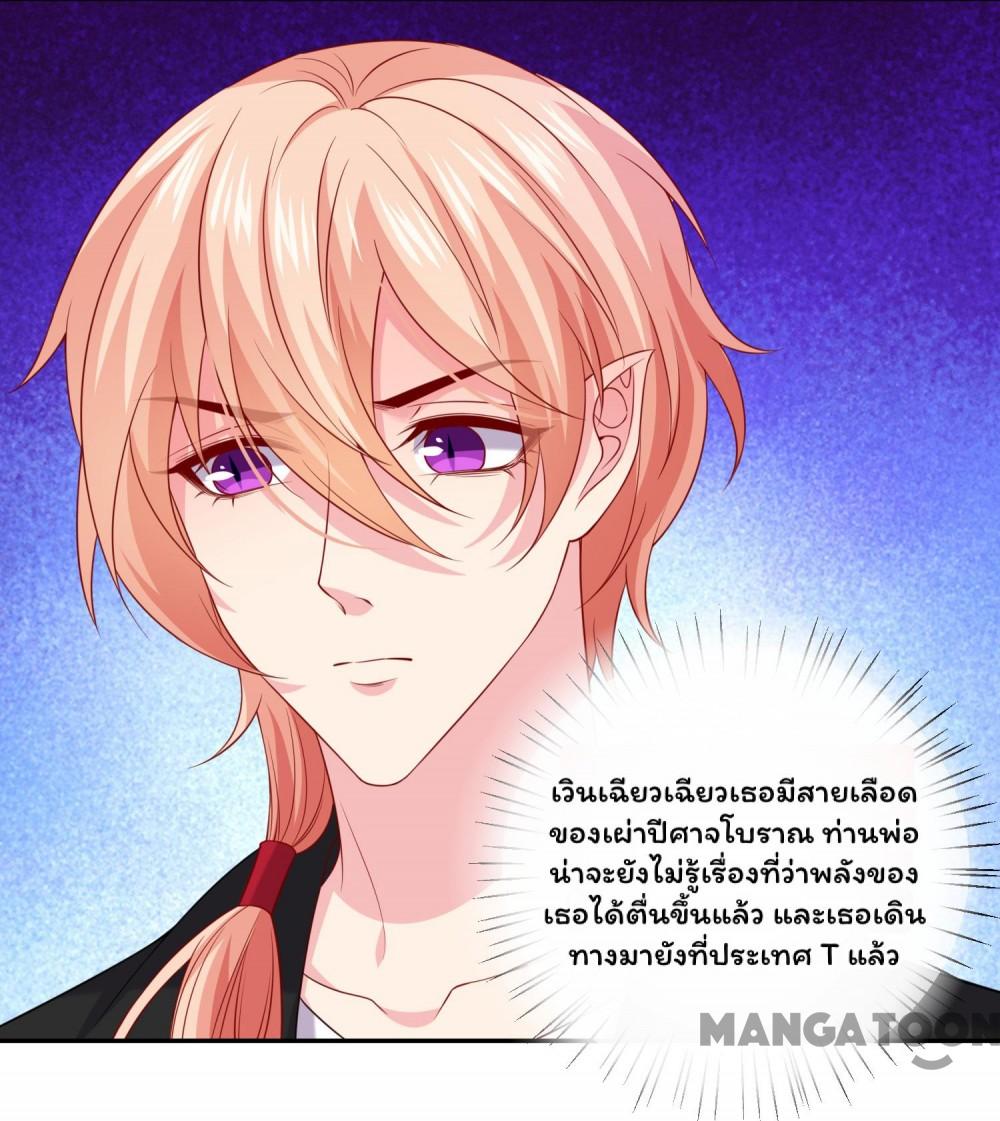 เวินเฉียวเฉียวเธอมีสายเลือด
ของเผ่าปีศาจโบราณ ท่านพ่อ
น่าจะยังไม่รู้เรื่องที่ว่าพลังของ
เธอได้ตื่นขึ้นแล้ว และเธอเดิน
ทางมายังที่ประเทศ T แล้ว
MANGATOON